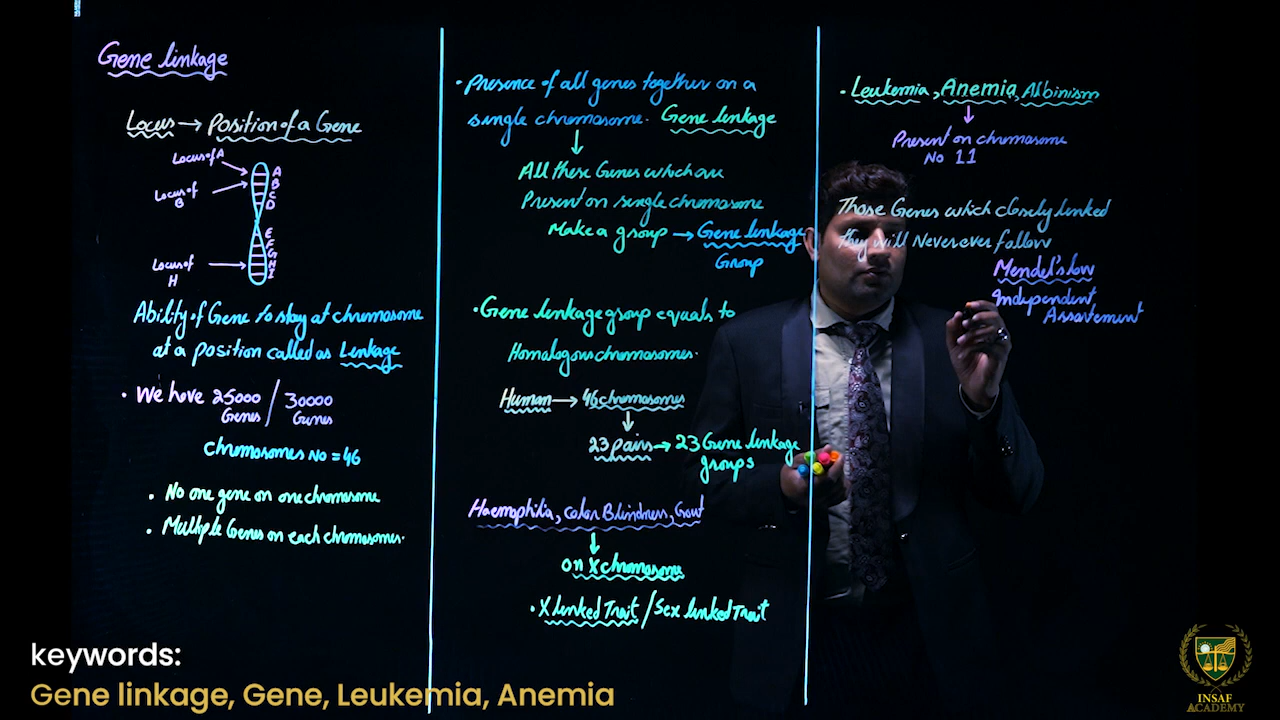 Gene linkage
Locus → Position of a Gene
Locus of A
Locus of
B
A
B
C
D
E
F
G
H
I
Locus of
H
Ability of Gene to stay at chromosome
at a position called as Linkage
• We have 25000 / 30000
Genes Genes
Chromosomes No = 46
• No one gene on one chromosome
• Multiple Genes on each chromosomes.
• Presence of all genes together on a
single chromosome. Gene linkage
All these Genes which are
Present on single chromosome
Make a group → Gene linkage
Group
• Gene linkage group equals to
Homalogous chromosomes.
Human → 46 chromosomes
23 pairs → 23 Gene linkage
groups
Haemophilia, color Blindness, Gout
on X chromosome
• X linked Trait / Sex linked Trait
• Leukemia, Anemia, Albinism
Present on chromosome
No 11
Those Genes which closely linked
they will Never ever follow
Mendel's law
Independent
Assortement
keywords:
Gene linkage, Gene, Leukemia, Anemia
INSAF
ACADEMY